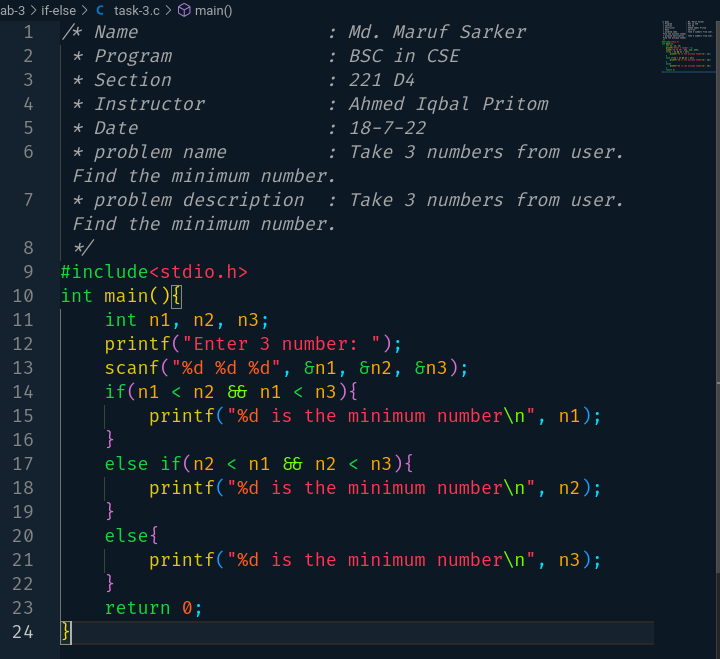 ab-3 > if-else > C task-3.c > main()
1 /* Name : Md. Maruf Sarker
2 * Program : BSC in CSE
3 * Section : 221 D4
4 * Instructor : Ahmed Iqbal Pritom
5 * Date : 18-7-22
6 * problem name : Take 3 numbers from user.
Find the minimum number.
7 * problem description : Take 3 numbers from user.
Find the minimum number.
8 */
9 #include<stdio.h>
10 int main(){
11 int n1, n2, n3;
12 printf("Enter 3 number: ");
13 scanf("%d %d %d", &n1, &n2, &n3);
14 if(n1 < n2 && n1 < n3){
15 printf("%d is the minimum number\n", n1);
16 }
17 else if(n2 < n1 && n2 < n3){
18 printf("%d is the minimum number\n", n2);
19 }
20 else{
21 printf("%d is the minimum number\n", n3);
22 }
23 return 0;
24 }